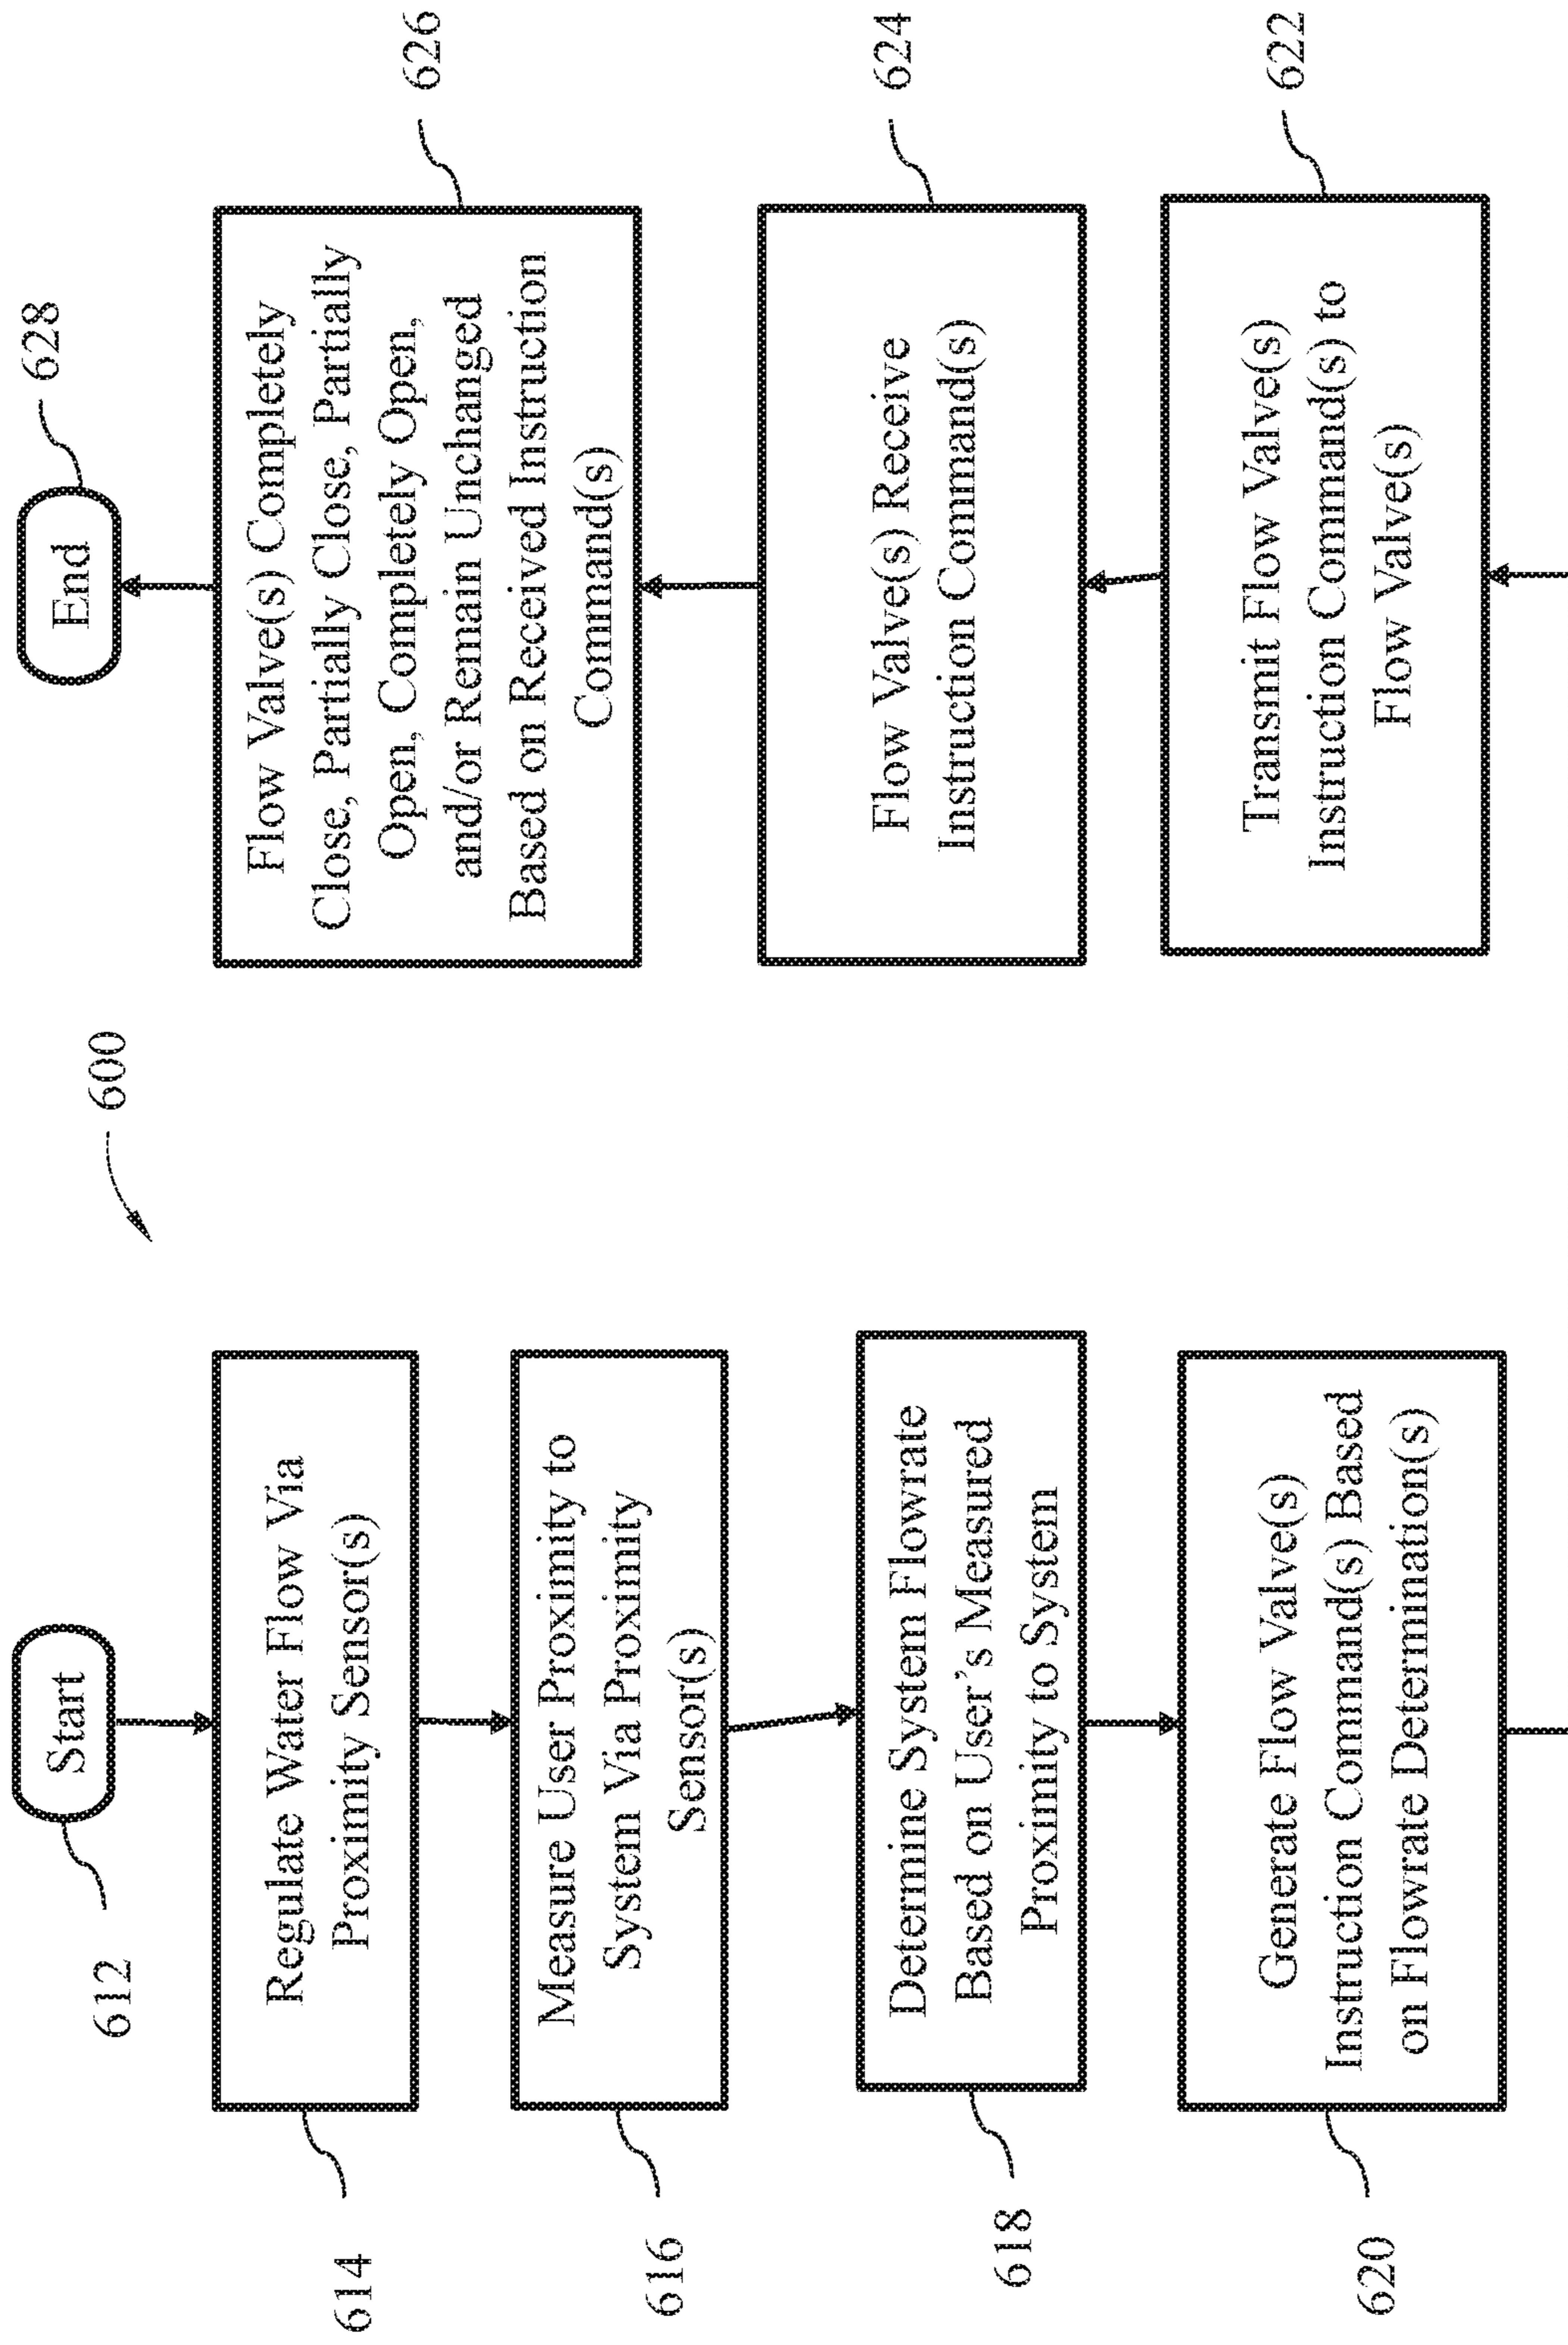 600
612
Start
614
Regulate Water Flow Via
Proximity Sensor(s)
616
Measure User Proximity to
System Via Proximity
Sensor(s)
618
Determine System Flowrate
Based on User's Measured
Proximity to System
620
Generate Flow Valve(s)
Instruction Command(s) Based
on Flowrate Determination(s)
622
Transmit Flow Valve(s)
Instruction Command(s) to
Flow Valve(s)
624
Flow Valve(s) Receive
Instruction Command(s)
626
Flow Valve(s) Completely
Close, Partially Close, Partially
Open, Completely Open,
and/or Remain Unchanged
Based on Received Instruction
Command(s)
628
End